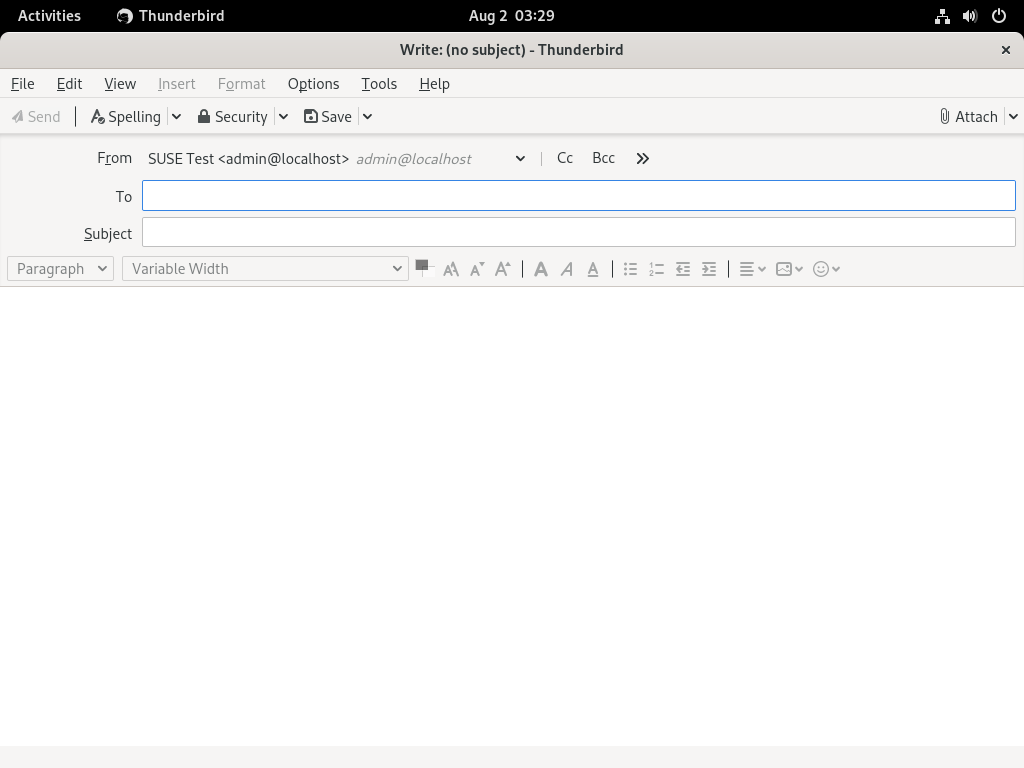 Activities Thunderbird Aug 2 03:29
Write: (no subject) - Thunderbird
File Edit View Insert Format Options Tools Help
Send Spelling Security Save Attach
From SUSE Test <admin@localhost> admin@localhost Cc Bcc
To
Subject
Paragraph Variable Width